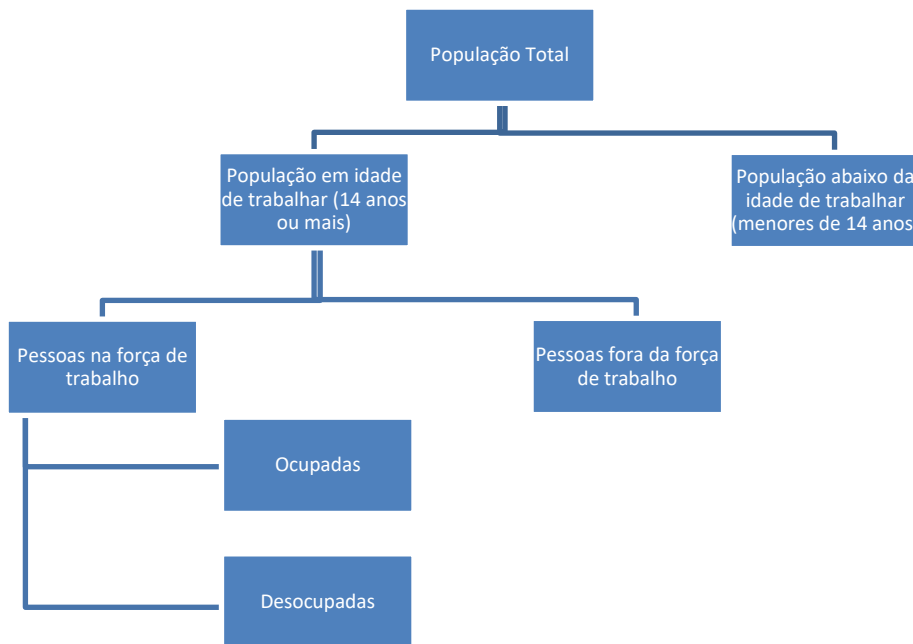 População Total
População em idade
de trabalhar (14 anos
ou mais)
População abaixo da
idade de trabalhar
(menores de 14 anos
Pessoas na força de
trabalho
Pessoas fora da força
de trabalho
Ocupadas
Desocupadas